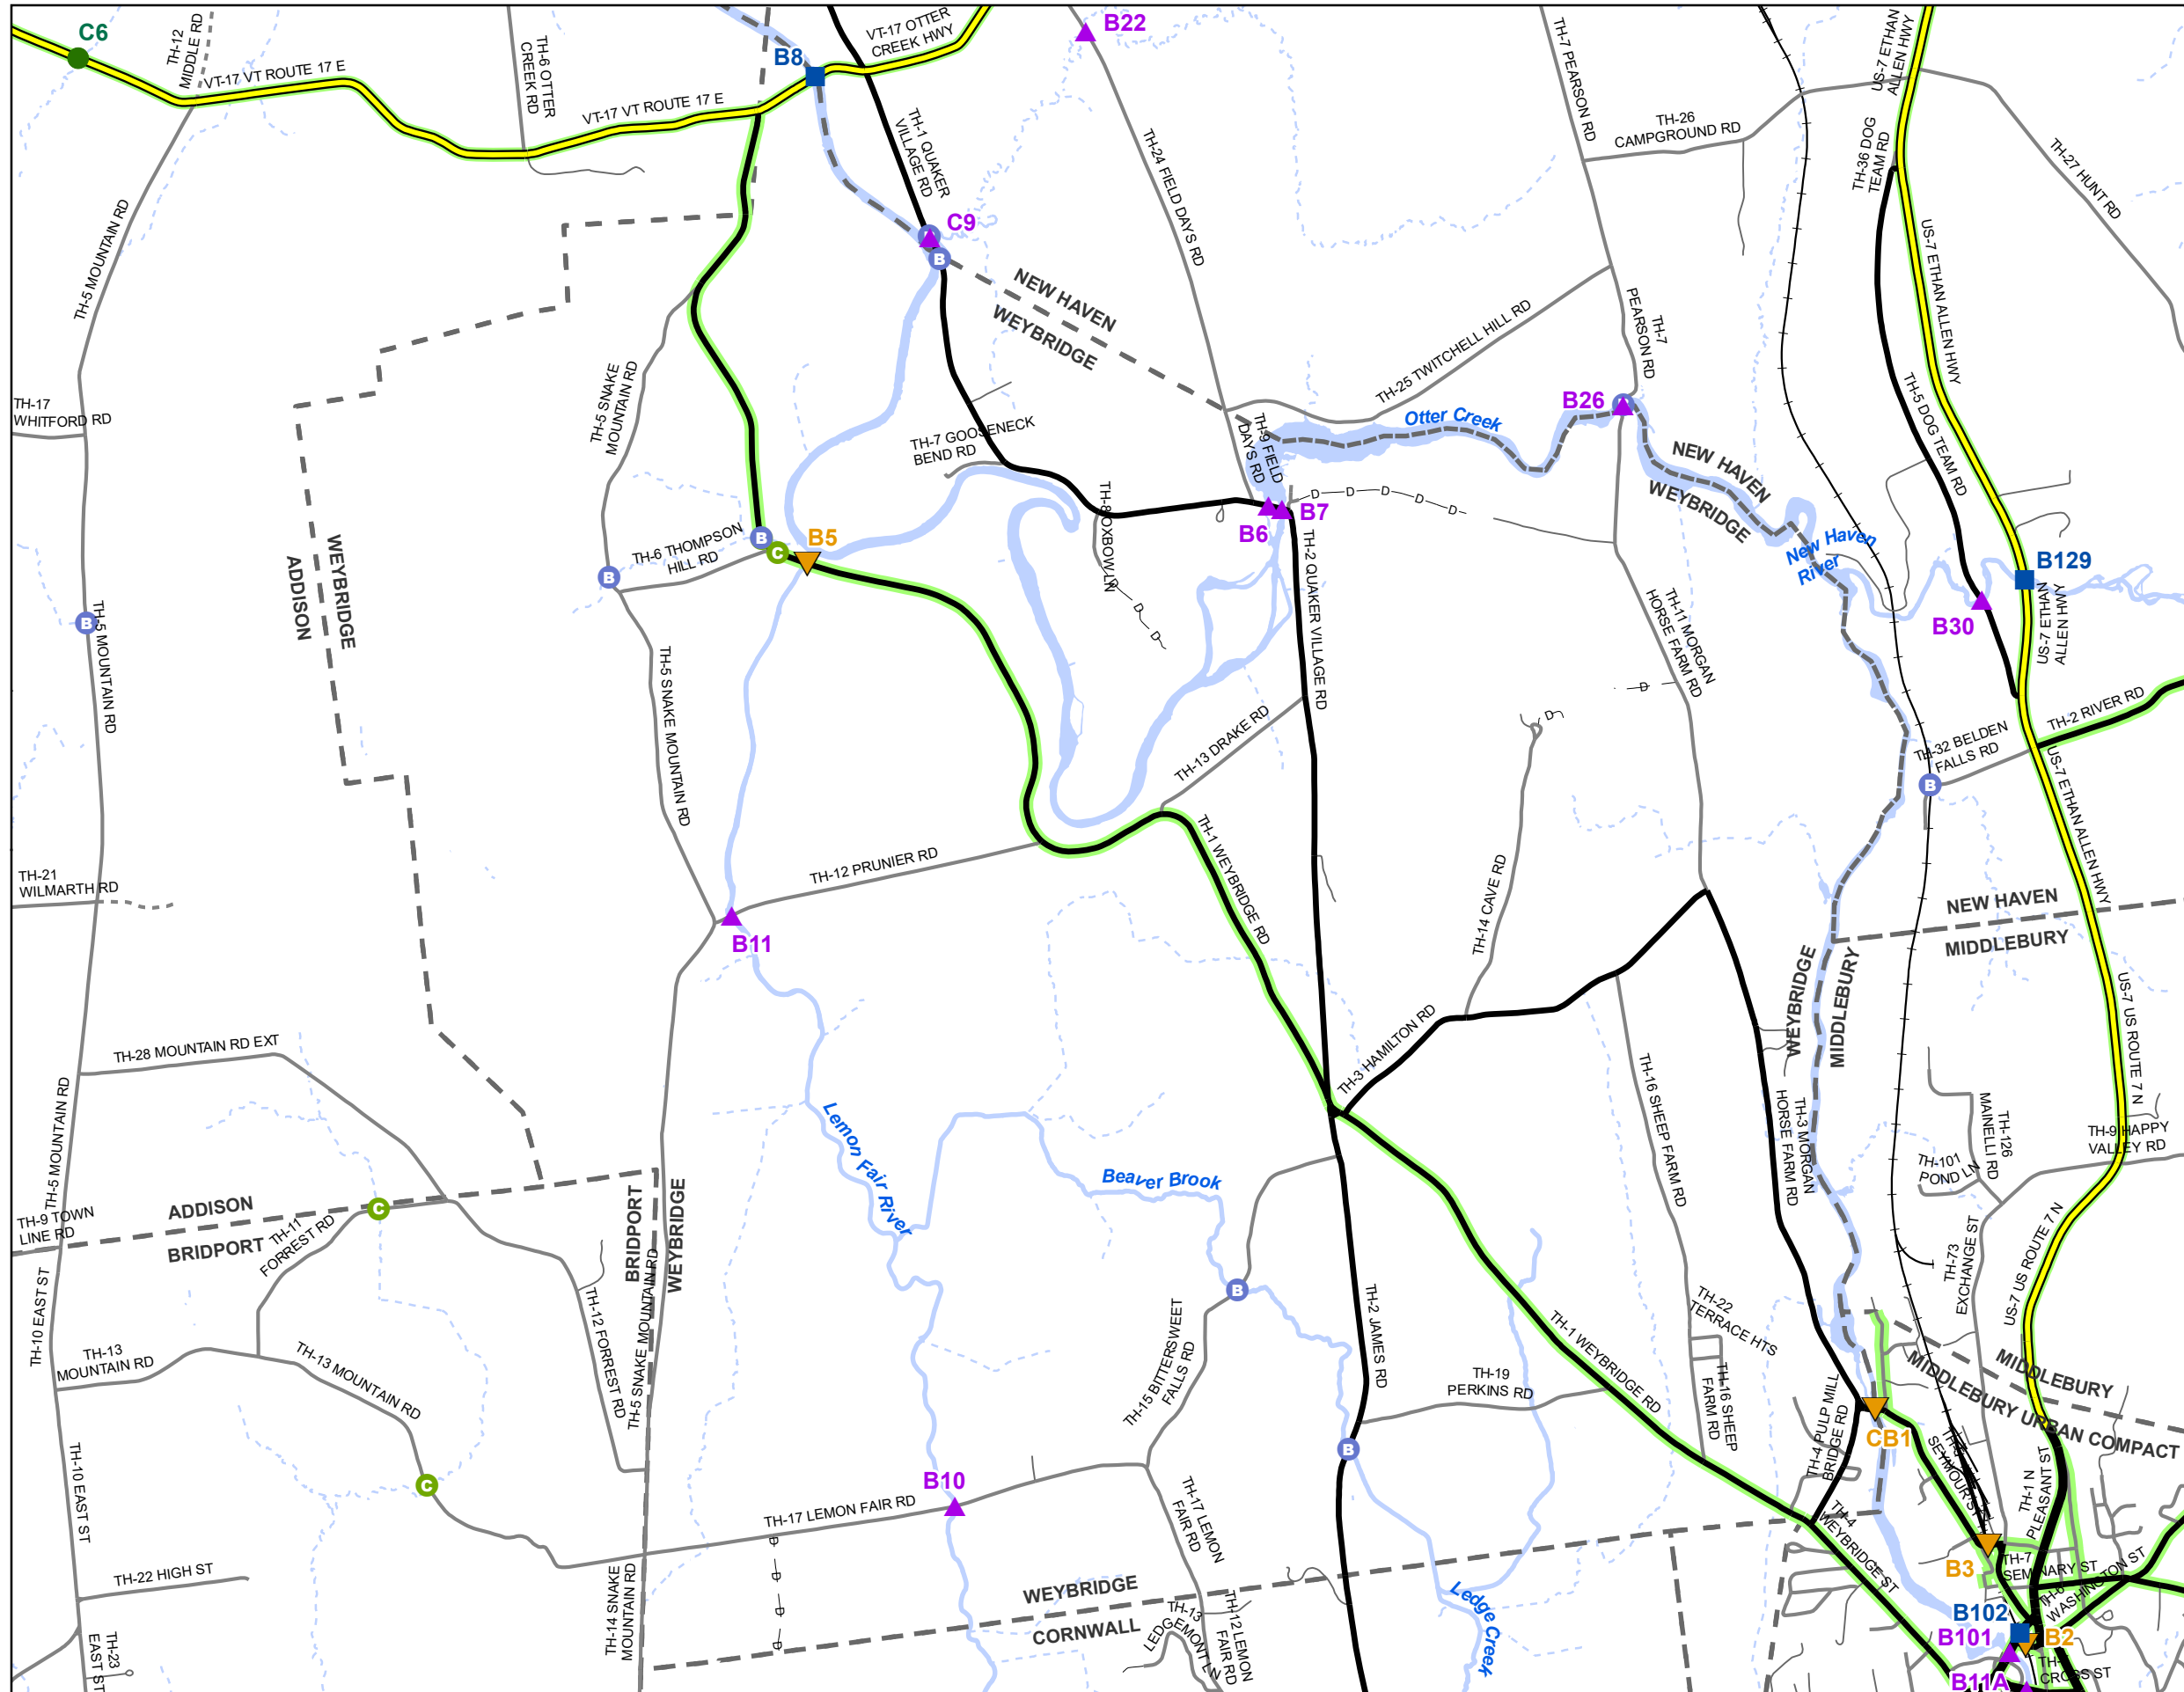 C6
TH-12
MIDDLE RD
VT-17 VT ROUTE 17 E
TH-6 OTTER
CREEK RD
VT-17 VT ROUTE 17 E
B8
VT-17 OTTER
CREEK HWY
B22
TH-7 PEARSON RD
TH-26
CAMPGROUND RD
US-7 ETHAN
ALLEN HWY
TH-36 DOG
TEAM RD
TH-27 HUNT RD
TH-1 QUAKER
VILLAGE RD
TH-24 FIELD DAYS RD
C9
B
B
NEW HAVEN
WEYBRIDGE
TH-5 MOUNTAIN RD
TH-17
WHITFORD RD
TH-5 SNAKE
MOUNTAIN RD
TH-25 TWITCHELL HILL RD
TH-7
PEARSON RD
US-7 ETHAN ALLEN HWY
TH-5 DOG TEAM RD
B26
Otter Creek
TH-9 FIELD
DAYS RD
TH-7 GOOSENECK
BEND RD
NEW HAVEN
WEYBRIDGE
New Haven
River
TH-8 OXBOW LN
D
D
B6
B7
D
D
D
D
D
TH-6 THOMPSON
HILL RD
B
C
B5
B
WEYBRIDGE
ADDISON
B
TH-5 MOUNTAIN RD
TH-5 SNAKE MOUNTAIN RD
TH-2 QUAKER VILLAGE RD
TH-11 MORGAN
HORSE FARM RD
D
D
B129
B30
US-7 ETHAN
ALLEN HWY
TH-2 RIVER RD
TH-32 BELDEN
FALLS RD
B
US-7 ETHAN ALLEN HWY
TH-13 DRAKE RD
TH-12 PRUNIER RD
TH-1 WEYBRIDGE RD
TH-14 CAVE RD
TH-21
WILMARTH RD
B11
NEW HAVEN
MIDDLEBURY
WEYBRIDGE
MIDDLEBURY
US-7 US ROUTE 7 N
TH-28 MOUNTAIN RD EXT
TH-3 HAMILTON RD
TH-16 SHEEP FARM RD
TH-3 MORGAN
HORSE FARM RD
TH-126
MAINELLI RD
TH-9 HAPPY
VALLEY RD
TH-101
POND LN
TH-5 MOUNTAIN RD
Lemon Fair River
Beaver Brook
TH-9 TOWN
LINE RD
ADDISON
BRIDPORT
TH-11
FORREST RD
C
BRIDPORT
WEYBRIDGE
TH-5 SNAKE MOUNTAIN RD
TH-12 FORREST RD
B
TH-2 JAMES RD
TH-73
EXCHANGE ST
US-7 US ROUTE 7 N
TH-10 EAST ST
TH-13
MOUNTAIN RD
TH-13 MOUNTAIN RD
TH-15 BITTERSWEET
FALLS RD
TH-19
PERKINS RD
TH-1 WEYBRIDGE RD
TH-22
TERRACE HTS
TH-16 SHEEP
FARM RD
TH-4 PULP MILL
BRIDGE RD
MIDDLEBURY
MIDDLEBURY URBAN COMPACT
CB1
SEYMOUR ST
TH-1 N
PLEASANT ST
TH-10 EAST ST
C
B
B10
TH-17 LEMON FAIR RD
TH-17 LEMON
FAIR RD
TH-4
WEYBRIDGE ST
B3
TH-7
SEMINARY ST
WASHINGTON ST
TH-22 HIGH ST
TH-14 SNAKE
MOUNTAIN RD
D
D
D
D
WEYBRIDGE
CORNWALL
TH-13
LEDGEMONT LN
TH-12 LEMON
FAIR RD
Ledge Creek
B102
B101
B2
CROSS ST
B11A
TH-23
EAST ST